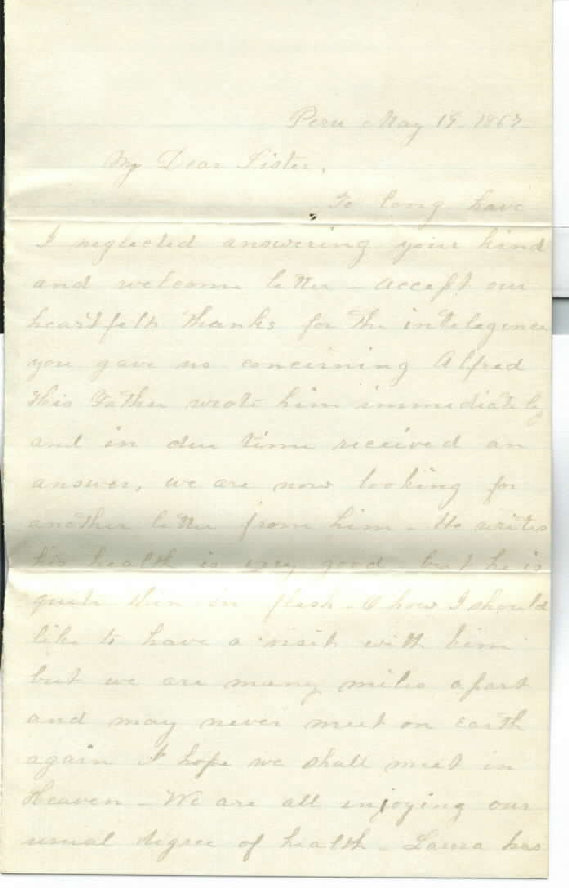 Peru May 19 - 1867
My Dear Sister,
To long have
I neglected answering your kind
and welcome letter - accept our
heartfelt thanks for the intelegence
you gave us concerning Alfred
his Father wrote him immediately
and in due time received an
answer, we are now looking for
another letter from him - He writes
his health is very good but he is
quite thin in flesh - O how I should
like to have a visit with him
but we are many miles apart
and may never meet on earth
again I hope we shall meet in
Heaven - We are all enjoying our
usual degree of health - Laura has